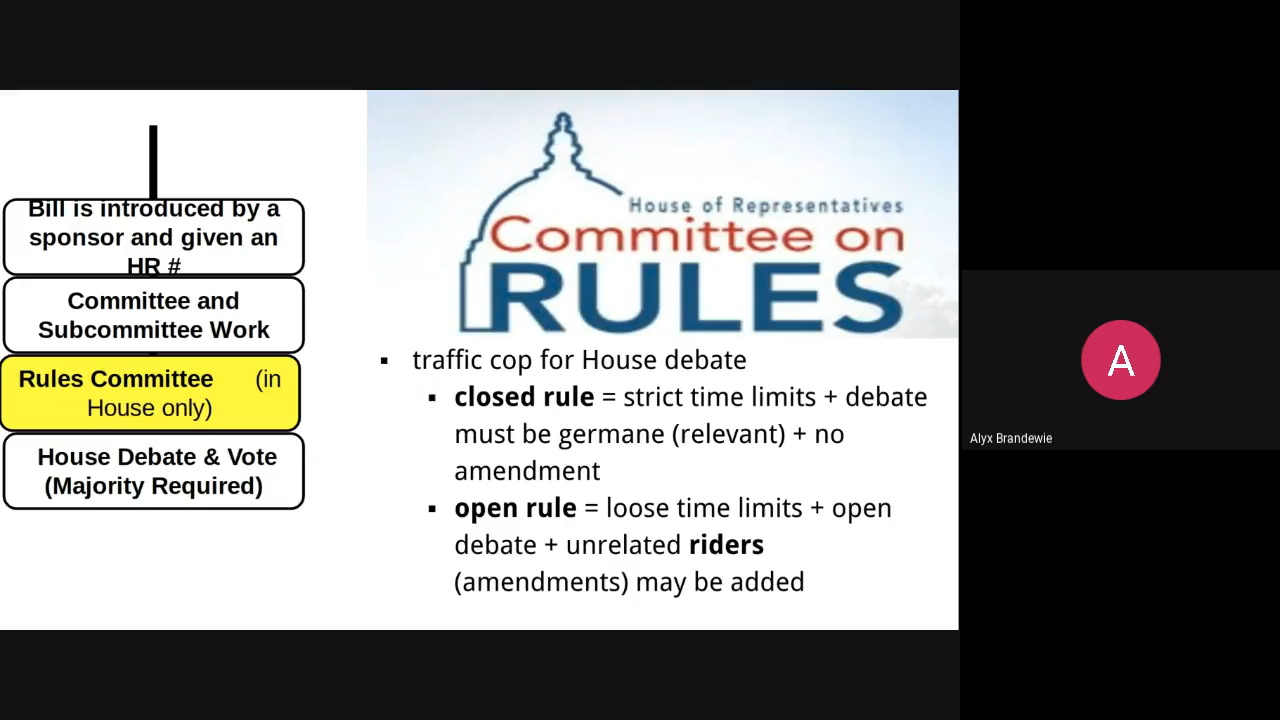 Bill is introduced by a
sponsor and given an
HR #
Committee and
Subcommittee Work
Rules Committee (in
House only)
House Debate & Vote
(Majority Required)
House of Representatives
Committee on
RULES
▪ traffic cop for House debate
▪ closed rule = strict time limits + debate
must be germane (relevant) + no
amendment
▪ open rule = loose time limits + open
debate + unrelated riders
(amendments) may be added
A
Alyx Brandewie